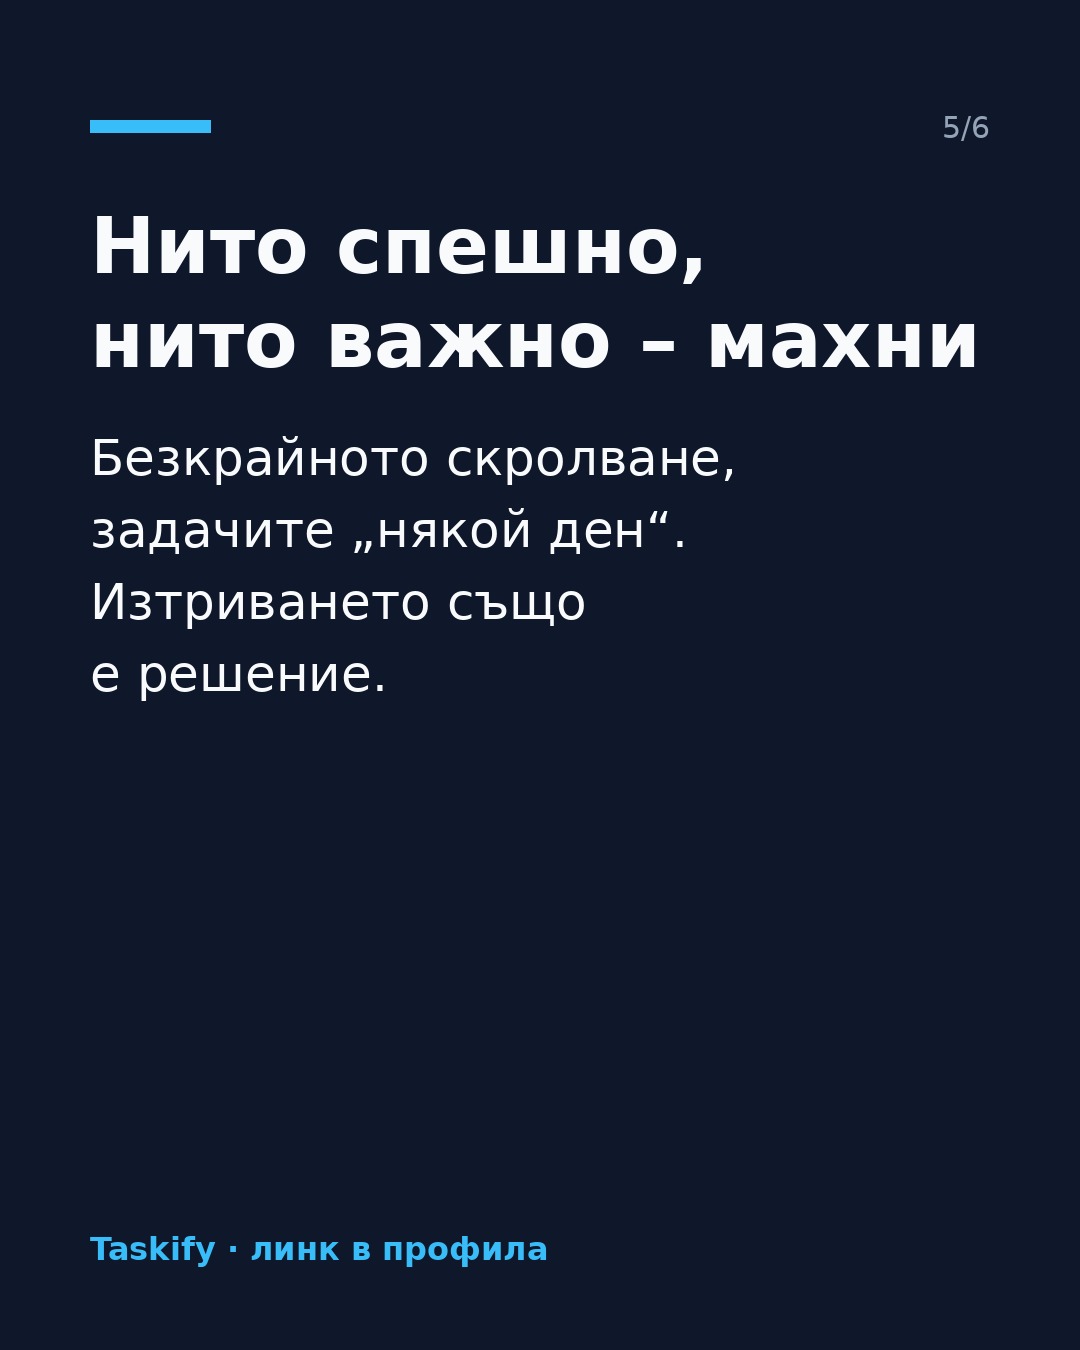 5/6
Нито спешно,
нито важно – махни
Безкрайното скролване,
задачите „някой ден“.
Изтриването също
е решение.
Taskify · линк в профила